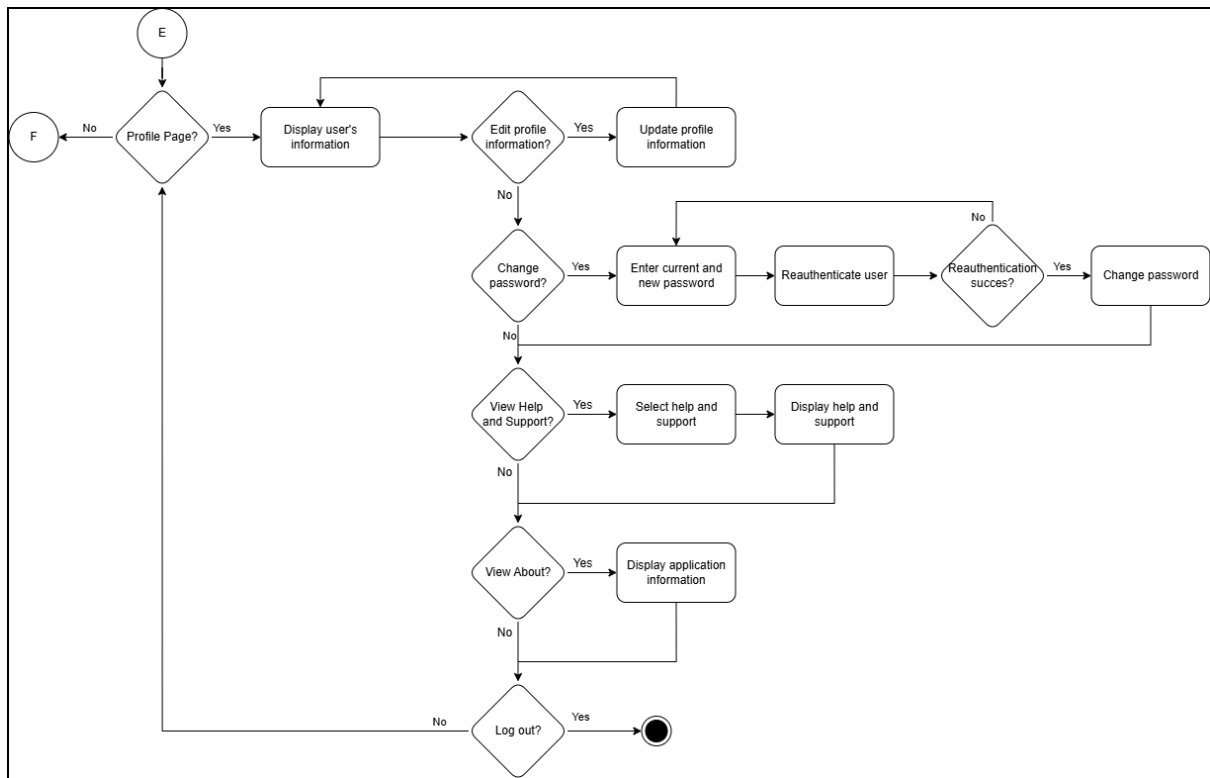 E
F
No
Profile Page?
Yes
Display user's
information
Edit profile
information?
Yes
Update profile
information
No
Change
password?
Yes
Enter current and
new password
Reauthenticate user
No
Reauthentication
succes?
Yes
Change password
No
View Help
and Support?
Yes
Select help and
support
Display help and
support
No
View About?
Yes
Display application
information
No
No
Log out?
Yes